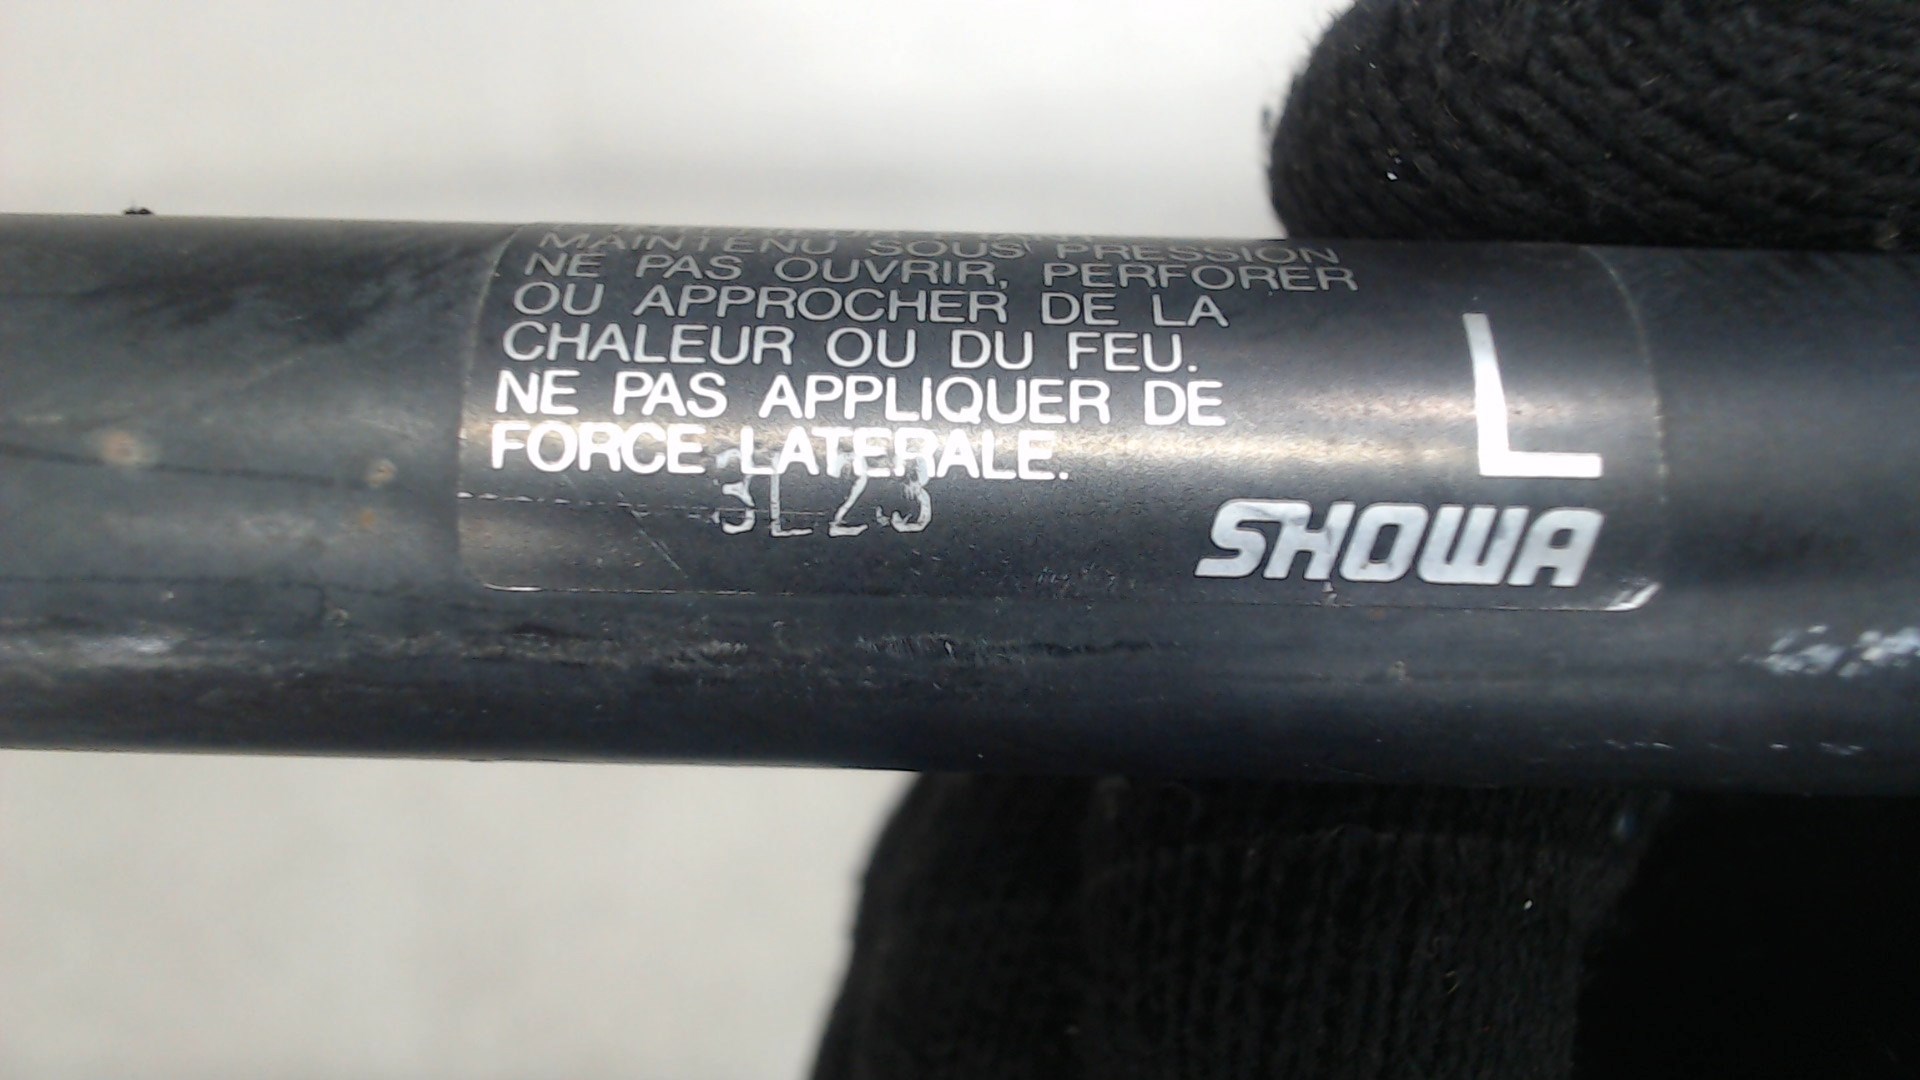 MAINTENU SOUS PRESSION
NE PAS OUVRIR, PERFORER
OU APPROCHER DE LA
CHALEUR OU DU FEU.
NE PAS APPLIQUER DE
FORCE LATERALE.
3L23
L
SHOWA